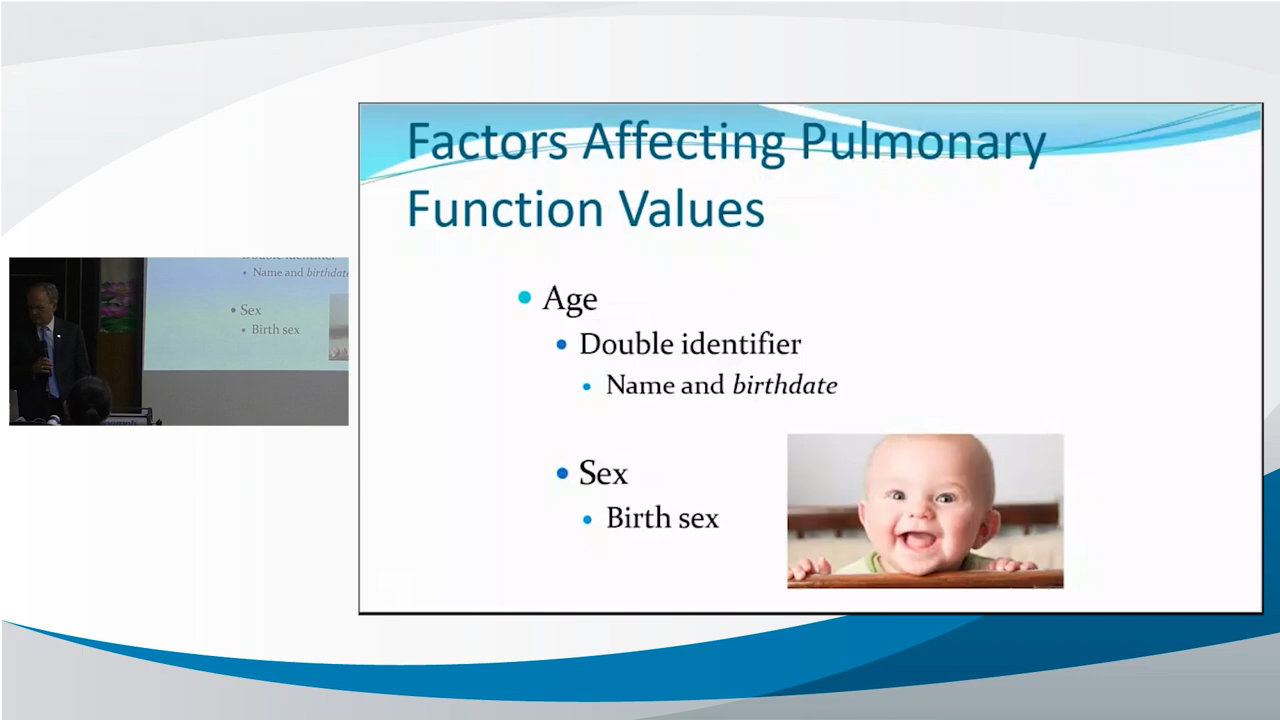 Factors Affecting Pulmonary
Function Values
Age
Double identifier
Name and birthdate
Sex
Birth sex
Name and birthdate
Sex
Birth sex